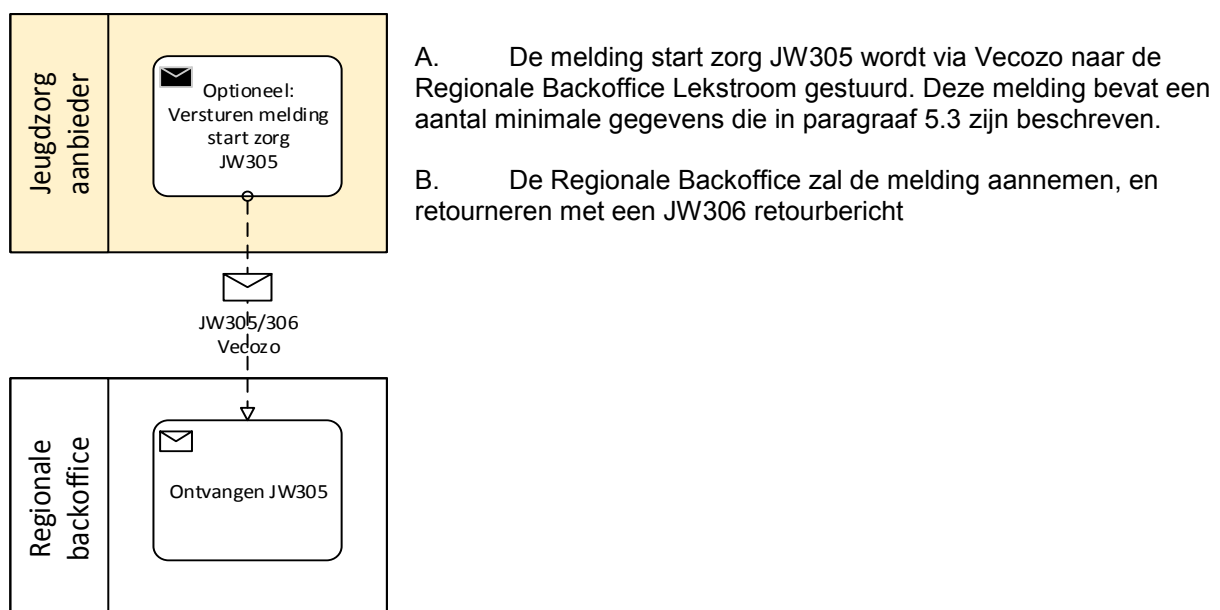 Jeugdzorg
aanbieder
Optioneel:
Versturen melding
start zorg
JW305
JW305/306
Vecozo
Regionale
backoffice
Ontvangen JW305
A. De melding start zorg JW305 wordt via Vecozo naar de
Regionale Backoffice Lekstroom gestuurd. Deze melding bevat een
aantal minimale gegevens die in paragraaf 5.3 zijn beschreven.
B. De Regionale Backoffice zal de melding aannemen, en
retourneren met een JW306 retourbericht